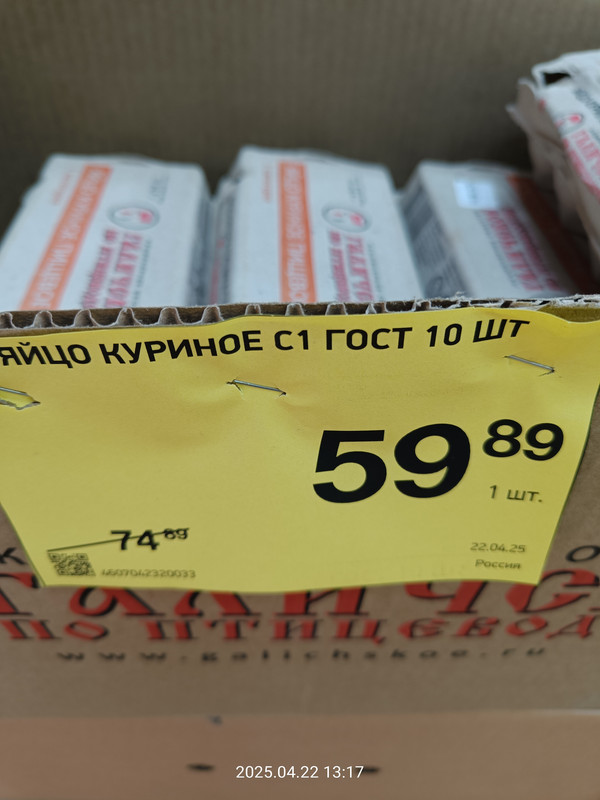 ЯЙЦО КУРИНОЕ С1 ГОСТ 10 ШТ
59 89
1 шт.
74 89
22.04.25
4607042320033
Россия
ГАЛИЧС
ПО ПТИЦЕВОД
www.galichskoe.ru
2025.04.22 13:17